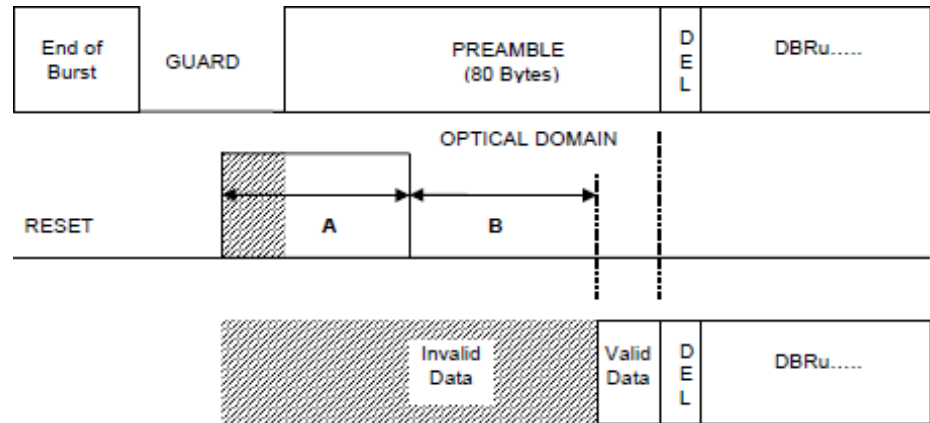 End of
Burst
GUARD
PREAMBLE
(80 Bytes)
D
E
L
DBRu.....
OPTICAL DOMAIN
RESET
A
B
Invalid
Data
Valid
Data
D
E
L
DBRu.....